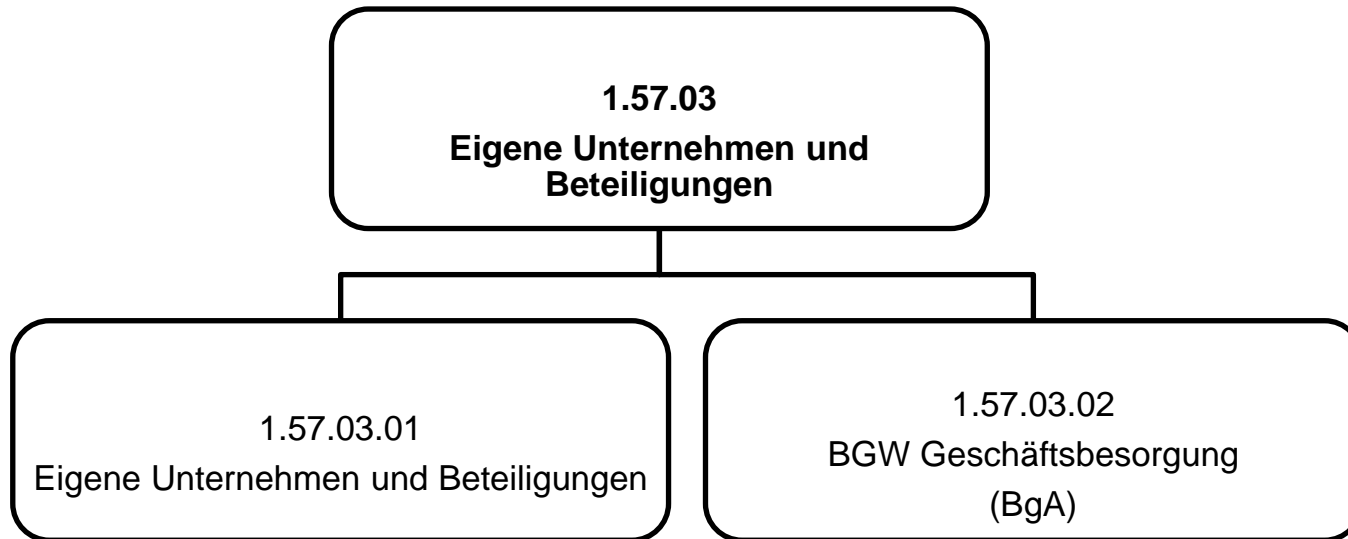 1.57.03
Eigene Unternehmen und
Beteiligungen
1.57.03.01
Eigene Unternehmen und Beteiligungen
1.57.03.02
BGW Geschäftsbesorgung
(BgA)